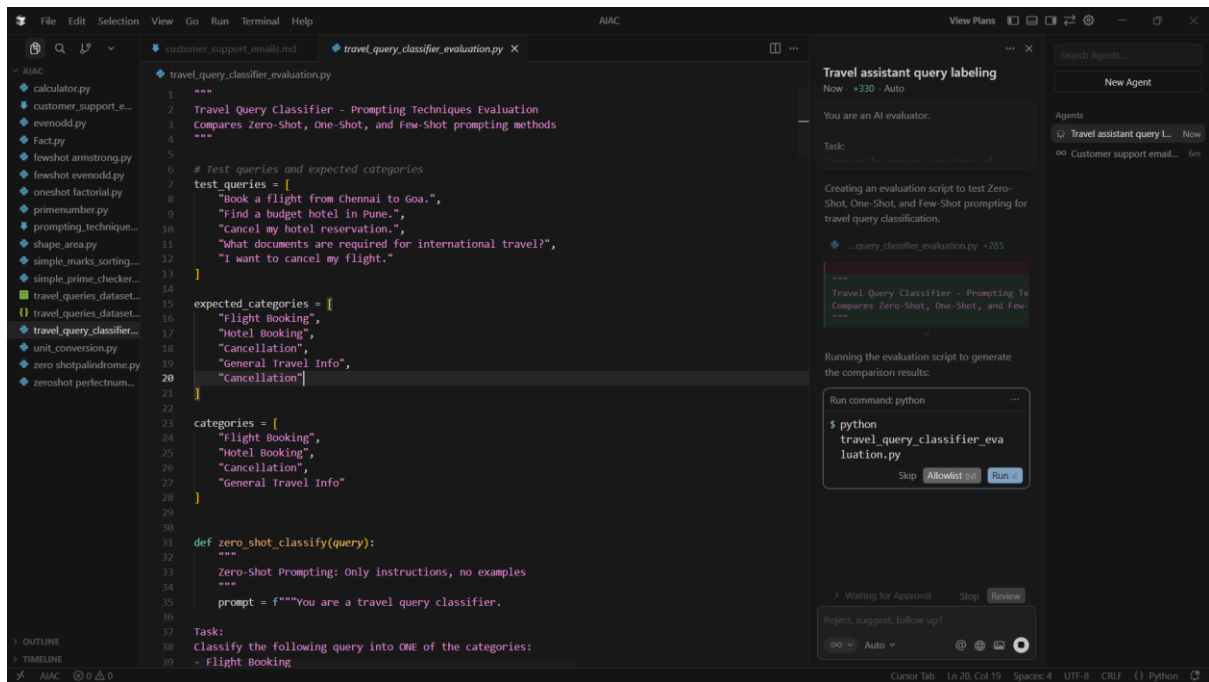 File Edit Selection View Go Run Terminal Help
AIAC
View Plans
AIAC
calculator.py
customer_support_e...
evenodd.py
Fact.py
fewshot armstrong.py
fewshot evenodd.py
oneshot factorial.py
primenumber.py
prompting_technique...
shape_area.py
simple_marks_sorting....
simple_prime_checker...
travel_queries_dataset...
travel_queries_dataset...
travel_query_classifier...
unit_conversion.py
zero shotpalindrome.py
zeroshot perfectnum...
OUTLINE
TIMELINE
customer_support_emails.md
travel_query_classifier_evaluation.py
travel_query_classifier_evaluation.py
1 """
2 Travel Query Classifier - Prompting Techniques Evaluation
3 Compares Zero-Shot, One-Shot, and Few-Shot prompting methods
4 """
5
6 # Test queries and expected categories
7 test_queries = [
8 "Book a flight from Chennai to Goa.",
9 "Find a budget hotel in Pune.",
10 "Cancel my hotel reservation.",
11 "What documents are required for international travel?",
12 "I want to cancel my flight."
13 ]
14
15 expected_categories = [
16 "Flight Booking",
17 "Hotel Booking",
18 "Cancellation",
19 "General Travel Info",
20 "Cancellation"
21 ]
22
23 categories = [
24 "Flight Booking",
25 "Hotel Booking",
26 "Cancellation",
27 "General Travel Info"
28 ]
29
30
31 def zero_shot_classify(query):
32 """
33 Zero-Shot Prompting: Only instructions, no examples
34 """
35 prompt = f"""You are a travel query classifier.
36
37 Task:
38 Classify the following query into ONE of the categories:
39 - Flight Booking
Travel assistant query labeling
Now · +330 · Auto
You are an AI evaluator.
Task:
Creating an evaluation script to test Zero-
Shot, One-Shot, and Few-Shot prompting for
travel query classification.
...query_classifier_evaluation.py +285
"""
Travel Query Classifier - Prompting Te
Compares Zero-Shot, One-Shot, and Few-
"""
Running the evaluation script to generate
the comparison results:
Run command: python
$ python
travel_query_classifier_eva
luation.py
Skip Allowlist Run
Waiting for Approval Stop Review
Reject, suggest, follow up?
Auto
Search Agents...
New Agent
Agents
Travel assistant query l... Now
Customer support email... 6m
AIAC 0 0
Cursor Tab Ln 20, Col 19 Spaces: 4 UTF-8 CRLF {} Python